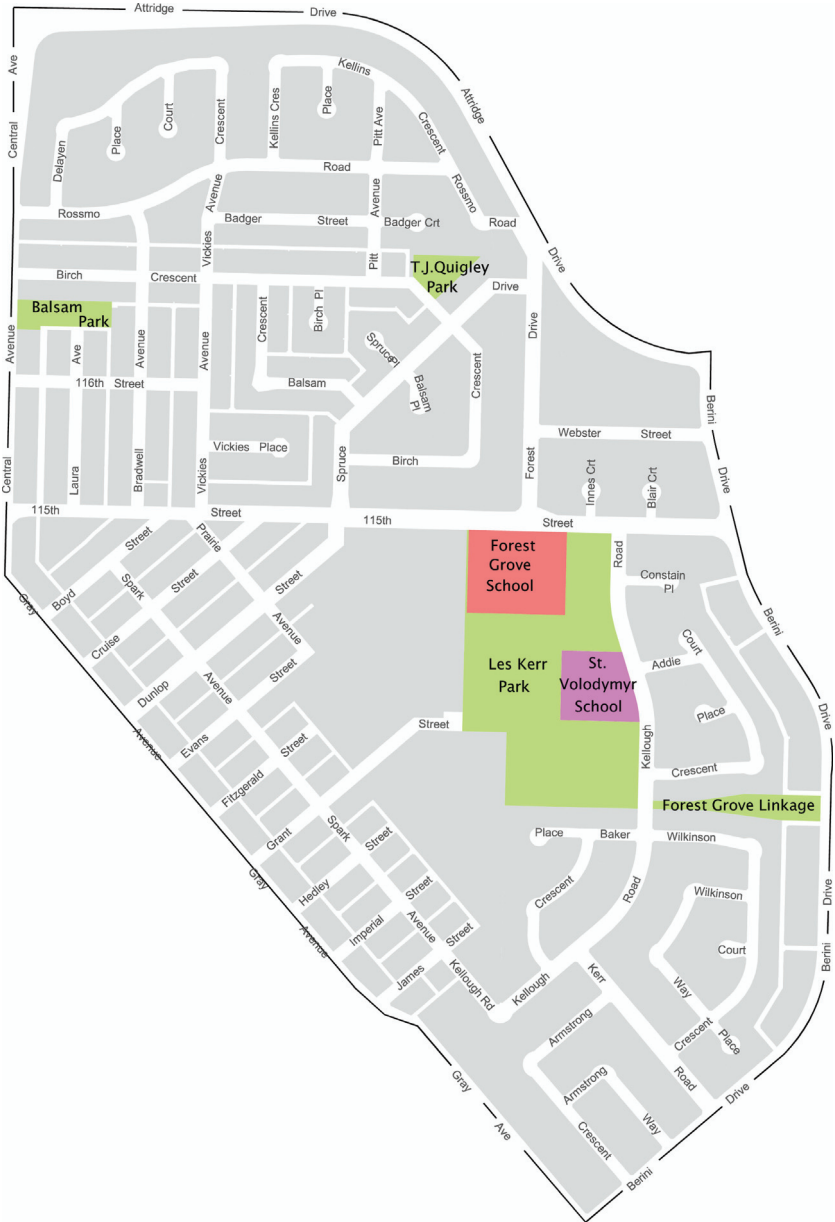 Attridge Drive
Central Ave
Kellins
Attridge
Delayen
Place
Court
Crescent
Kellins Cres
Place
Pitt Ave
Crescent
Road
Rossmo
Rossmo
Avenue
Badger Street
Avenue
Badger Crt
Road
Vickies
Pitt
Drive
T.J.Quigley
Park
Birch Crescent
Drive
Balsam
Park
Avenue
Ave
Avenue
Avenue
Crescent
Birch Pl
Spruce Pl
Drive
116th Street
Balsam
Balsam
Pl
Crescent
Berini
Central
Laura
Bradwell
Vickies
Vickies Place
Spruce
Birch
Forest
Webster Street
Drive
Innes Crt
Blair Crt
115th Street
115th Street
Prairie
Street
Forest
Grove
School
Road
Constain
Pl
Gray
Boyd
Spark
Street
Street
Berini
Cruise
Avenue
Court
Dunlop
Street
Les Kerr
Park
St.
Volodymyr
School
Addie
Avenue
Avenue
Place
Drive
Evans
Street
Street
Kellough
Crescent
Fitzgerald
Forest Grove Linkage
Spark
Grant
Street
Place
Baker
Wilkinson
Gray
Hedley
Street
Crescent
Road
Wilkinson
Drive
Avenue
Imperial
Avenue
Street
Court
Berini
James
Kellough Rd
Kellough
Kerr
Way
Armstrong
Crescent
Place
Gray
Armstrong
Road
Drive
Ave
Crescent
Way
Berini